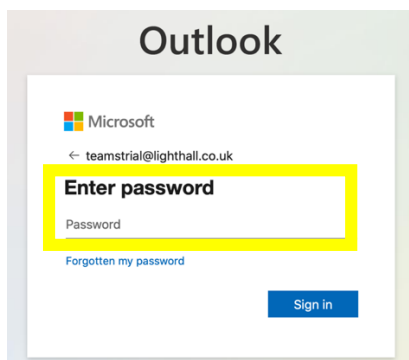 Outlook
Microsoft
← teamstrial@lighthall.co.uk
Enter password
Password
Forgotten my password
Sign in